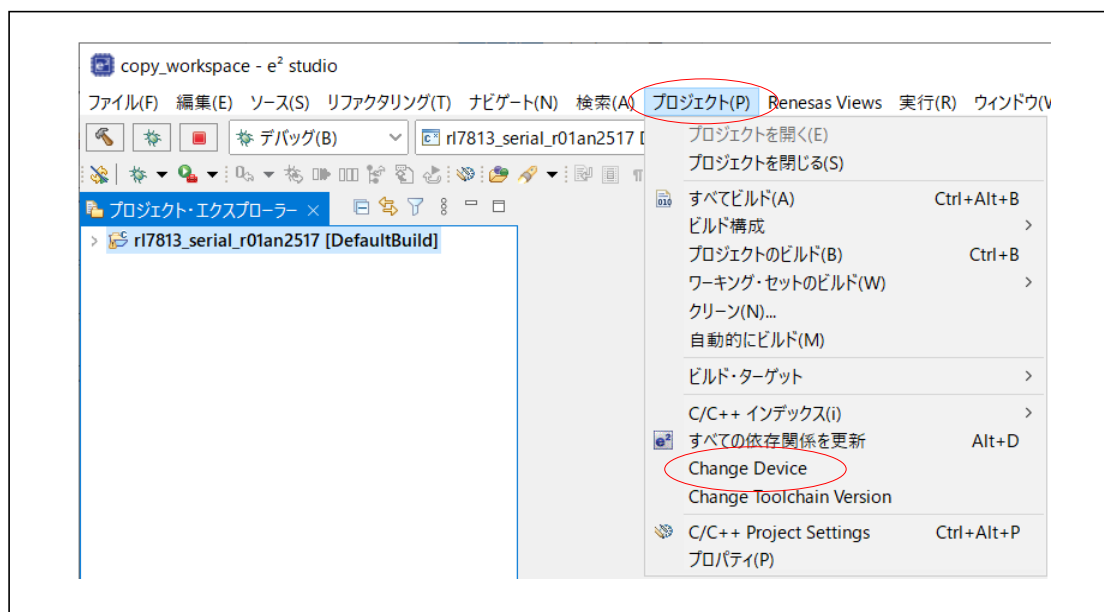 copy_workspace - e² studio
ファイル(F) 編集(E) ソース(S) リファクタリング(T) ナビゲート(N) 検索(A) プロジェクト(P) Renesas Views 実行(R) ウィンドウ(
デバッグ(B) rl7813_serial_r01an2517
プロジェクト・エクスプローラー
rl7813_serial_r01an2517 [DefaultBuild]
プロジェクトを開く(E)
プロジェクトを閉じる(S)
すべてビルド(A) Ctrl+Alt+B
ビルド構成
プロジェクトのビルド(B) Ctrl+B
ワーキング・セットのビルド(W)
クリーン(N)...
自動的にビルド(M)
ビルド・ターゲット
C/C++ インデックス(i)
すべての依存関係を更新 Alt+D
Change Device
Change Toolchain Version
C/C++ Project Settings Ctrl+Alt+P
プロパティ(P)